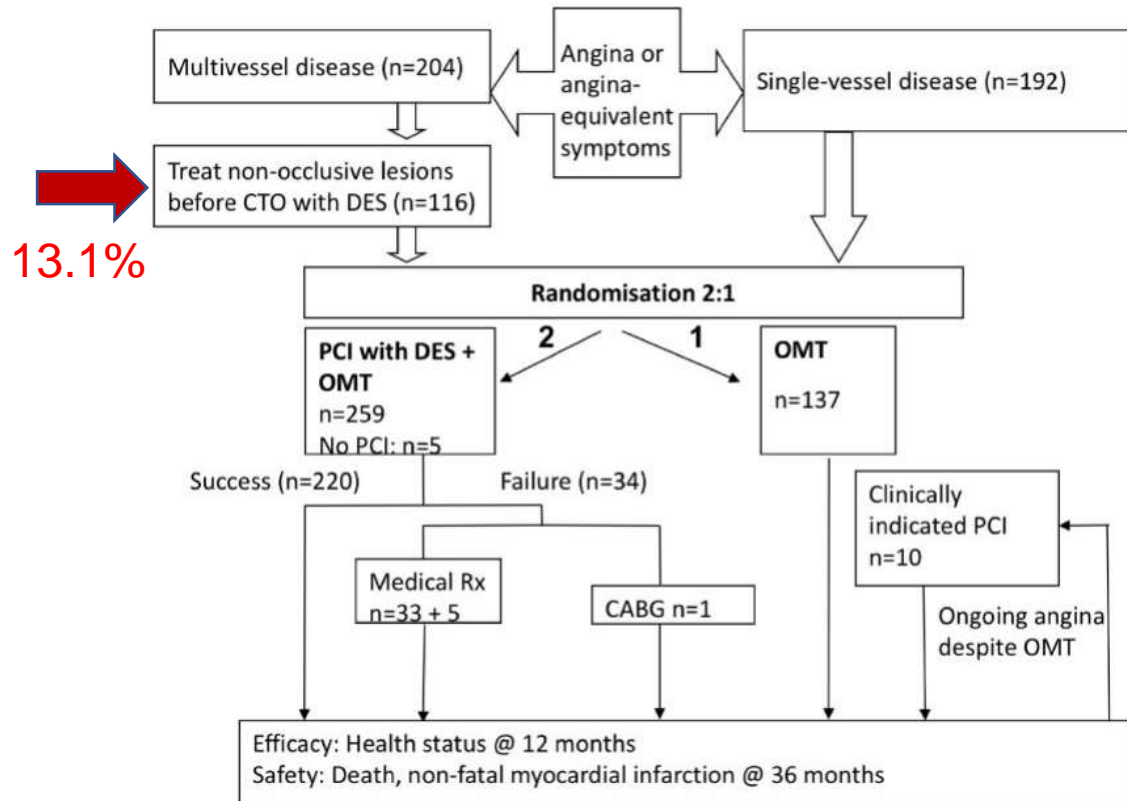 Multivessel disease (n=204)
Angina or
angina-
equivalent
symptoms
Single-vessel disease (n=192)
Treat non-occlusive lesions
before CTO with DES (n=116)
13.1%
Randomisation 2:1
2
1
PCI with DES +
OMT
n=259
No PCI: n=5
OMT
n=137
Success (n=220)
Failure (n=34)
Clinically
indicated PCI
n=10
Medical Rx
n=33 + 5
CABG n=1
Ongoing angina
despite OMT
Efficacy: Health status @ 12 months
Safety: Death, non-fatal myocardial infarction @ 36 months